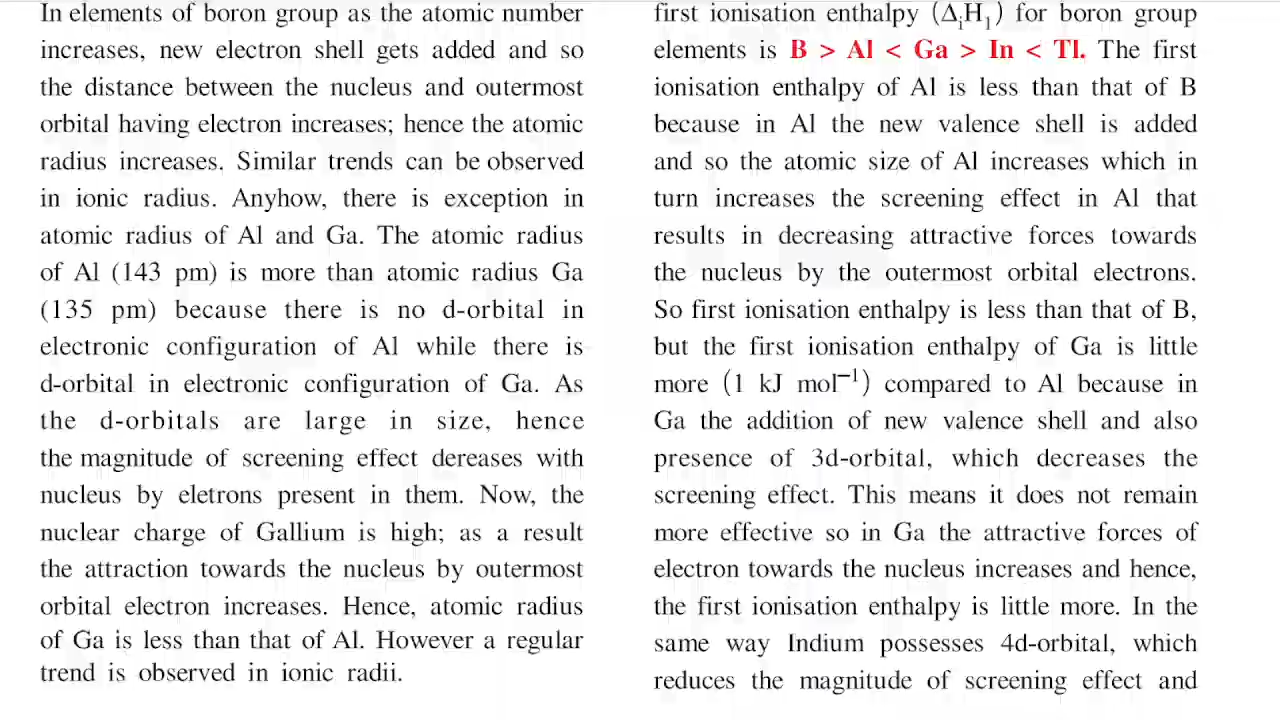 In elements of boron group as the atomic number
increases, new electron shell gets added and so
the distance between the nucleus and outermost
orbital having electron increases; hence the atomic
radius increases. Similar trends can be observed
in ionic radius. Anyhow, there is exception in
atomic radius of Al and Ga. The atomic radius
of Al (143 pm) is more than atomic radius Ga
(135 pm) because there is no d-orbital in
electronic configuration of Al while there is
d-orbital in electronic configuration of Ga. As
the d-orbitals are large in size, hence
the magnitude of screening effect dereases with
nucleus by eletrons present in them. Now, the
nuclear charge of Gallium is high; as a result
the attraction towards the nucleus by outermost
orbital electron increases. Hence, atomic radius
of Ga is less than that of Al. However a regular
trend is observed in ionic radii.
first ionisation enthalpy (ΔᵢH₁) for boron group
elements is B > Al < Ga > In < Tl. The first
ionisation enthalpy of Al is less than that of B
because in Al the new valence shell is added
and so the atomic size of Al increases which in
turn increases the screening effect in Al that
results in decreasing attractive forces towards
the nucleus by the outermost orbital electrons.
So first ionisation enthalpy is less than that of B,
but the first ionisation enthalpy of Ga is little
more (1 kJ mol⁻¹) compared to Al because in
Ga the addition of new valence shell and also
presence of 3d-orbital, which decreases the
screening effect. This means it does not remain
more effective so in Ga the attractive forces of
electron towards the nucleus increases and hence,
the first ionisation enthalpy is little more. In the
same way Indium possesses 4d-orbital, which
reduces the magnitude of screening effect and